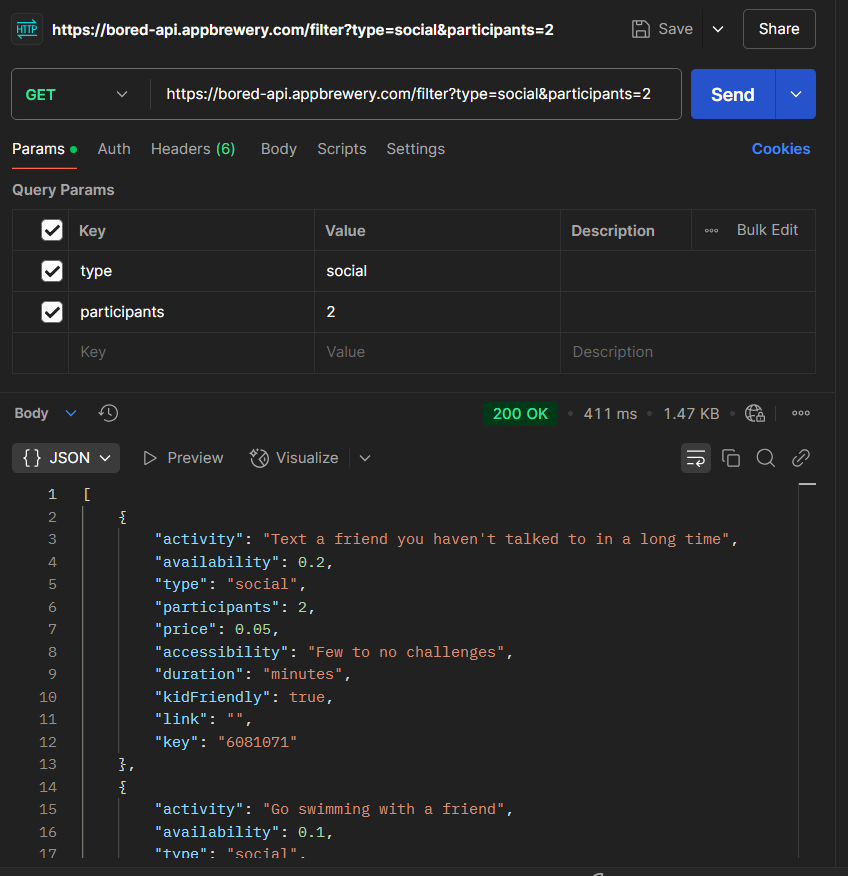 HTTP https://bored-api.appbrewery.com/filter?type=social&participants=2 Save Share
GET https://bored-api.appbrewery.com/filter?type=social&participants=2 Send
Params Auth Headers (6) Body Scripts Settings Cookies
Query Params
Key Value Description Bulk Edit
type social
participants 2
Key Value Description
Body 200 OK 411 ms 1.47 KB
{} JSON Preview Visualize
1 [
2 {
3 "activity": "Text a friend you haven't talked to in a long time",
4 "availability": 0.2,
5 "type": "social",
6 "participants": 2,
7 "price": 0.05,
8 "accessibility": "Few to no challenges",
9 "duration": "minutes",
10 "kidFriendly": true,
11 "link": "",
12 "key": "6081071"
13 },
14 {
15 "activity": "Go swimming with a friend",
16 "availability": 0.1,
17 "type": "social",